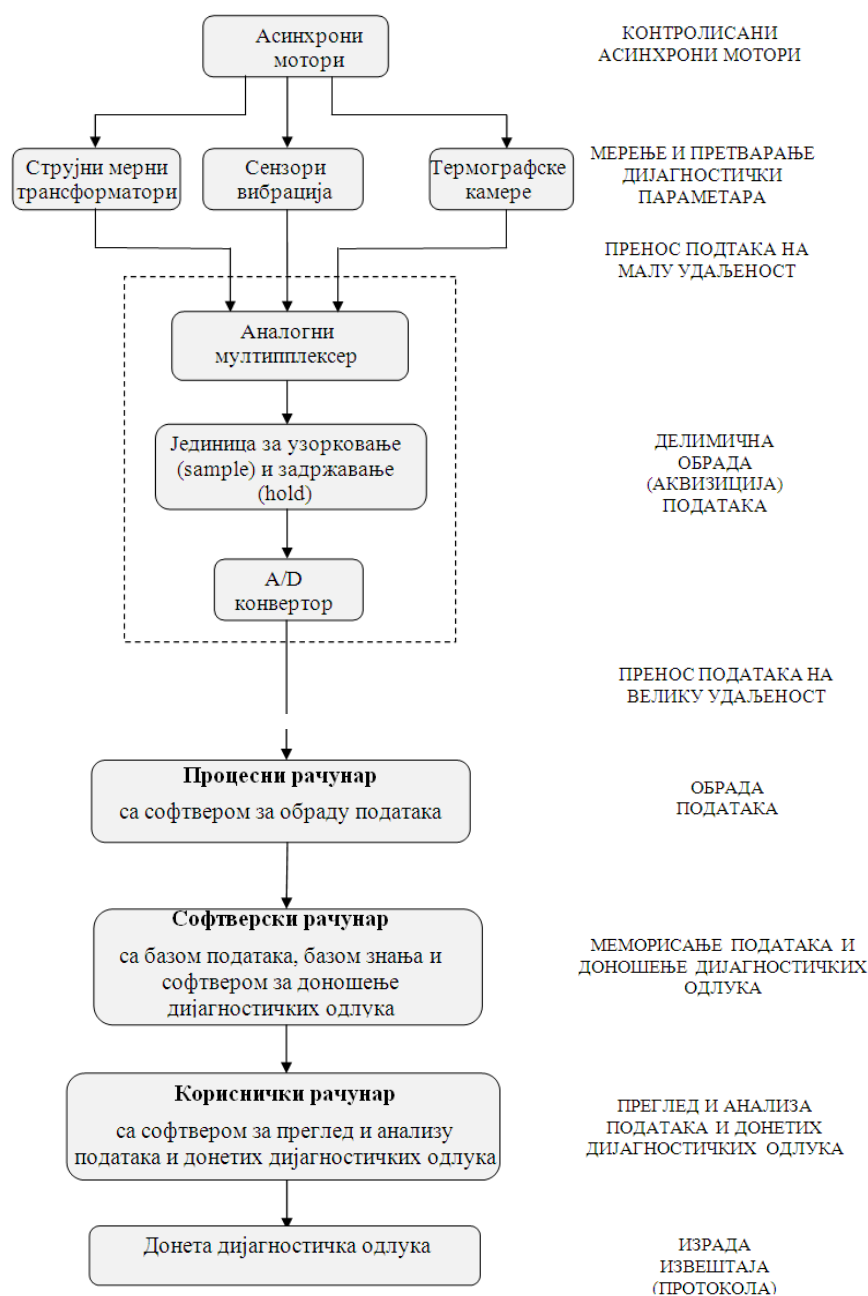 Асинхрони
мотори
КОНТРОЛИСАНИ
АСИНХРОНИ МОТОРИ
Струјни мерни
трансформатори
Сензори
вибрација
Термографске
камере
МЕРЕЊЕ И ПРЕТВАРАЊЕ
ДИЈАГНОСТИЧКИ
ПАРАМЕТАРА
ПРЕНОС ПОДТАКА НА
МАЛУ УДАЉЕНОСТ
Аналогни
мултипплексер
Јединица за узорковање
(sample) и задржавање
(hold)
ДЕЛИМИЧНА
ОБРАДА
(АКВИЗИЦИЈА)
ПОДАТАКА
A/D
конвертор
ПРЕНОС ПОДАТАКА НА
ВЕЛИКУ УДАЉЕНОСТ
Процесни рачунар
са софтвером за обраду података
ОБРАДА
ПОДАТАКА
Софтверски рачунар
са базом података, базом знања и
софтвером за доношење
дијагностичких одлука
МЕМОРИСАЊЕ ПОДАТАКА И
ДОНОШЕЊЕ ДИЈАГНОСТИЧКИХ
ОДЛУКА
Кориснички рачунар
са софтвером за преглед и анализу
података и донетих дијагностичких одлука
ПРЕГЛЕД И АНАЛИЗА
ПОДАТАКА И ДОНЕТИХ
ДИЈАГНОСТИЧКИХ ОДЛУКА
Донета дијагностичка одлука
ИЗРАДА
ИЗВЕШТАЈА
(ПРОТОКОЛА)